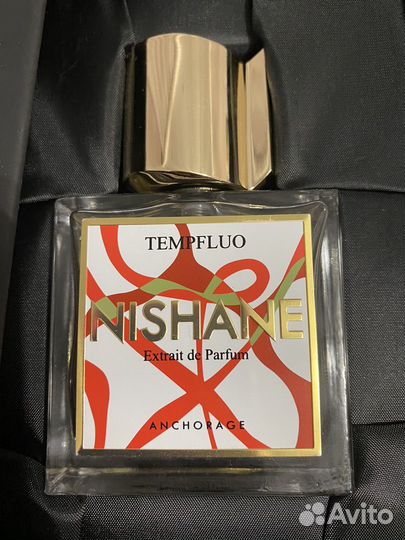 TEMPFLUO
NISHANE
Extrait de Parfum
ANCHORAGE
Avito